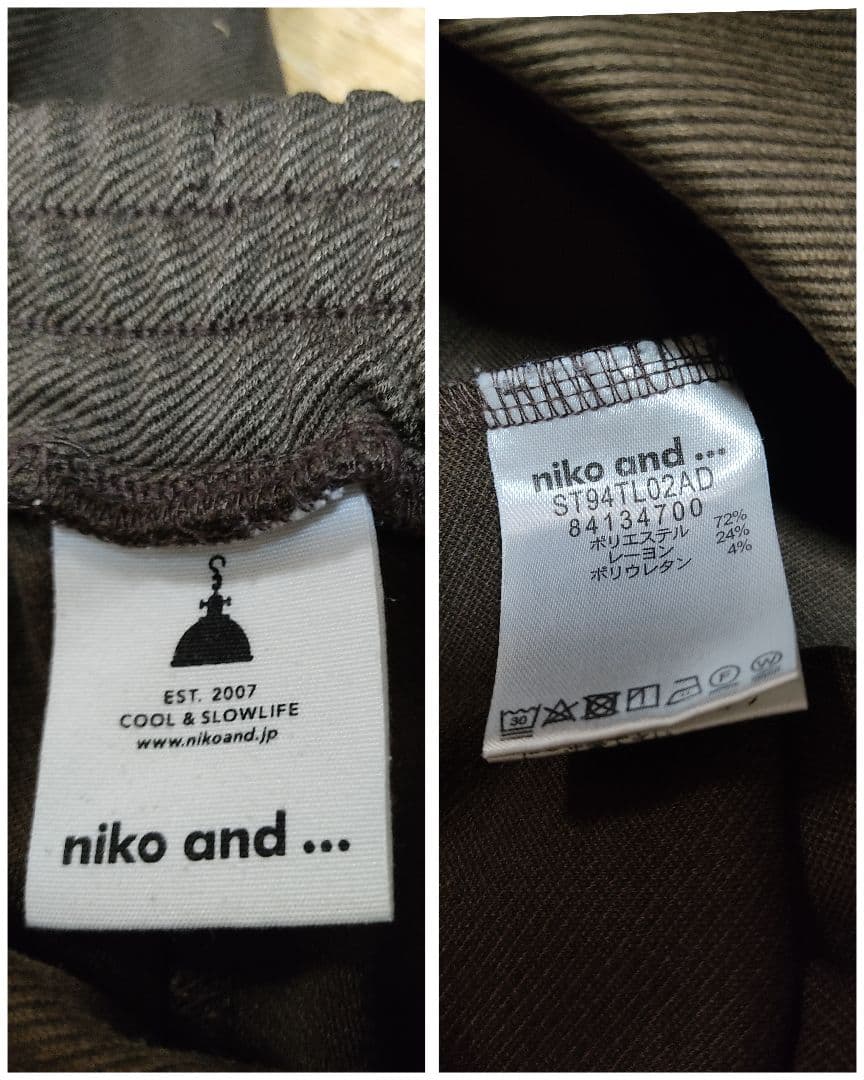 EST. 2007
COOL & SLOWLIFE
www.nikoand.jp
niko and ...
niko and ...
ST94TL02AD
84134700
ポリエステル 72%
レーヨン 24%
ポリウレタン 4%
30
F
W